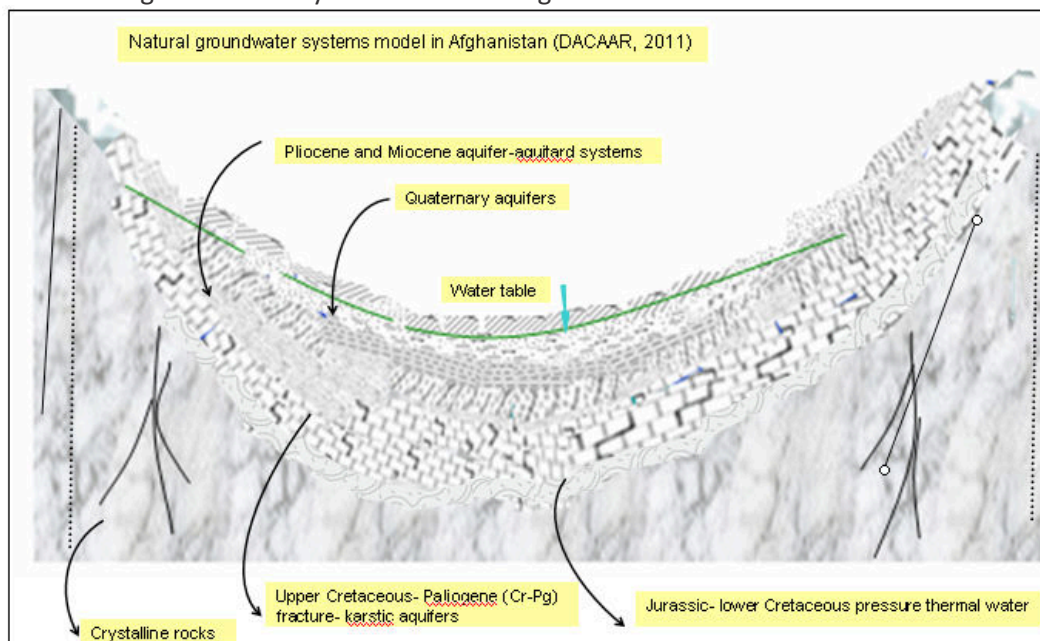 Natural groundwater systems model in Afghanistan (DACAAR, 2011)
Pliocene and Miocene aquifer-aquitard systems
Quaternary aquifers
Water table
Upper Cretaceous- Paliogene (Cr-Pg)
fracture- karstic aquifers
Jurassic- lower Cretaceous pressure thermal water
Crystalline rocks